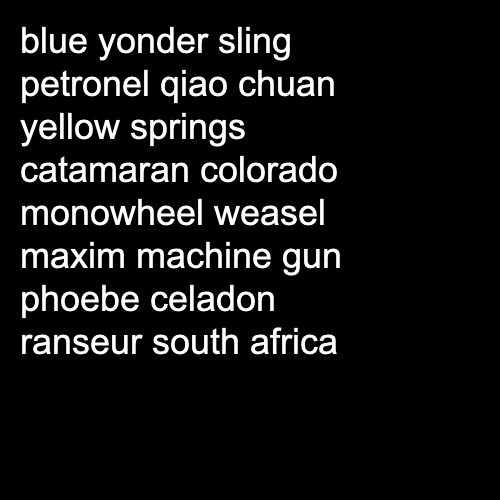 blue yonder sling
petronel qiao chuan
yellow springs
catamaran colorado
monowheel weasel
maxim machine gun
phoebe celadon
ranseur south africa